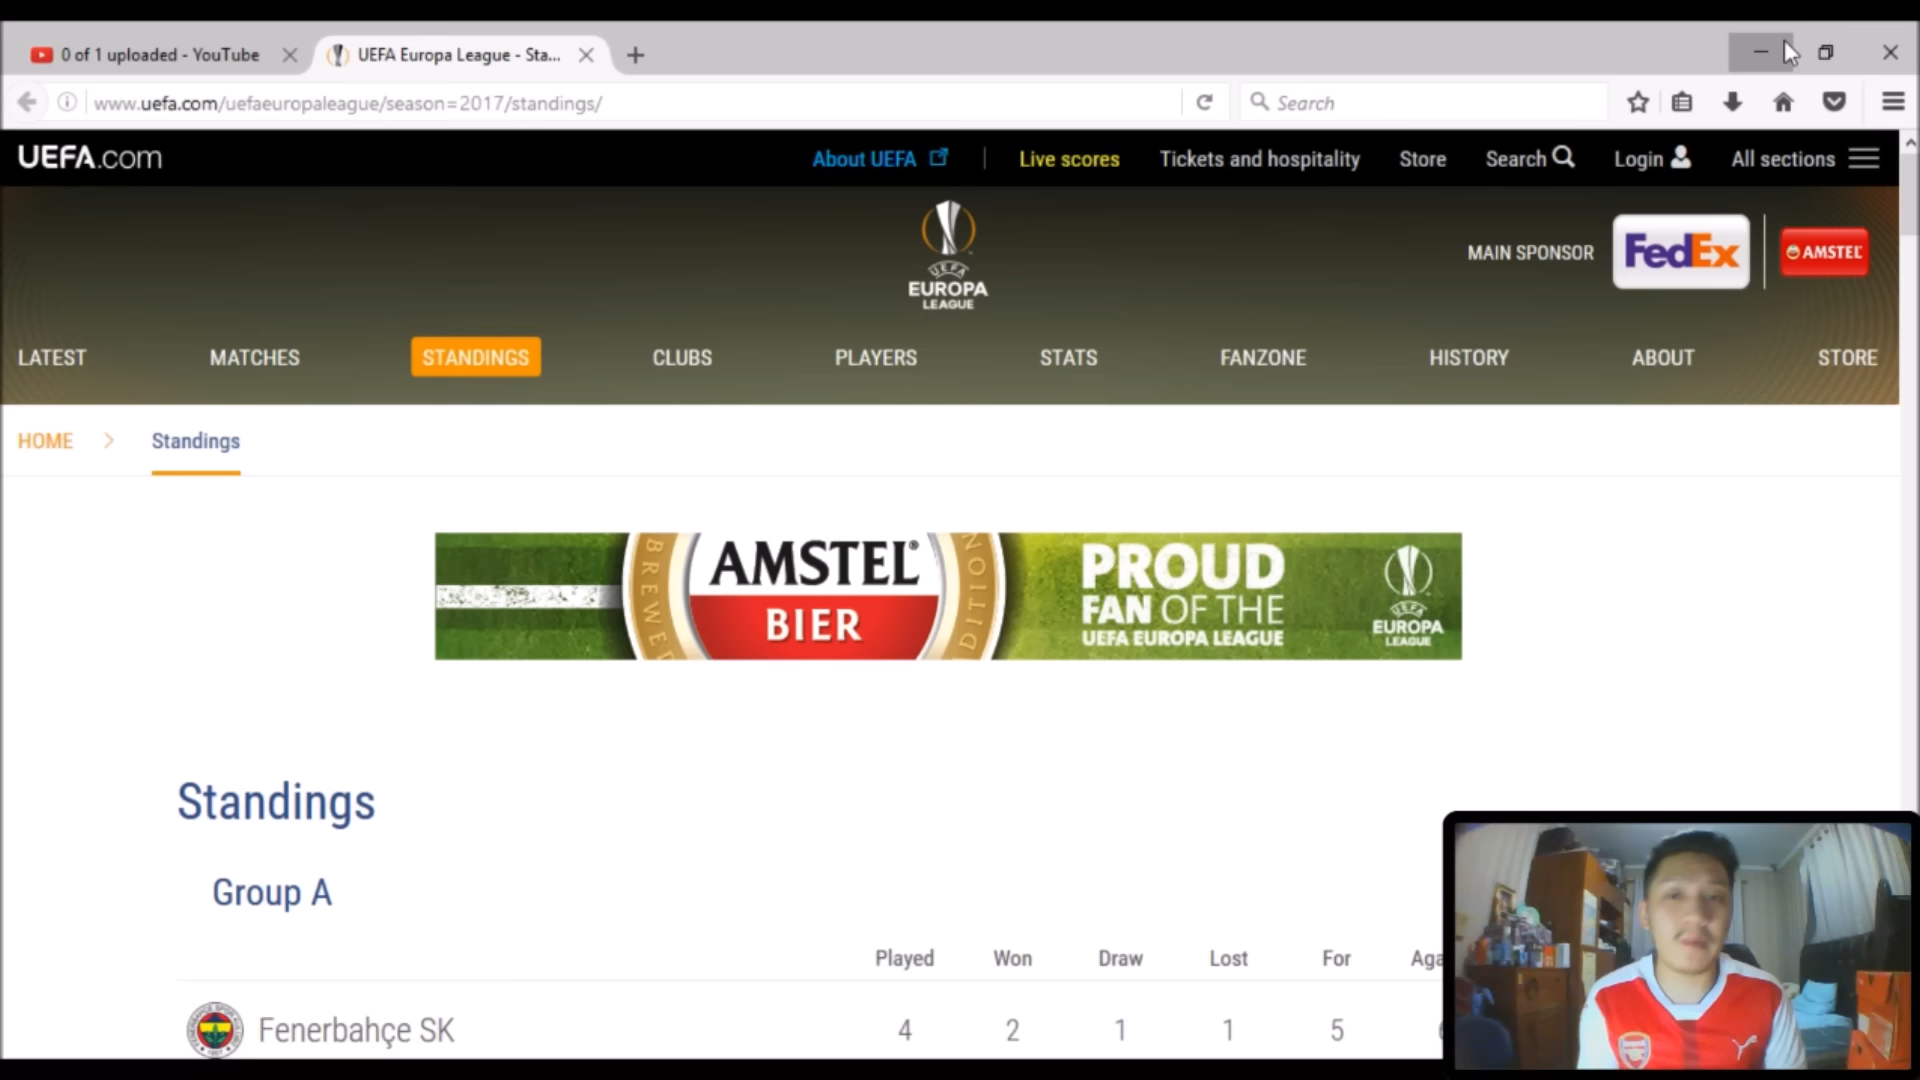 0 of 1 uploaded - YouTube
UEFA Europa League - Sta...
www.uefa.com/uefaeuropaleague/season=2017/standings/
Search
UEFA.com
About UEFA
Live scores
Tickets and hospitality
Store
Search
Login
All sections
UEFA
EUROPA
LEAGUE
MAIN SPONSOR
FedEx
AMSTEL
LATEST
MATCHES
STANDINGS
CLUBS
PLAYERS
STATS
FANZONE
HISTORY
ABOUT
STORE
HOME
Standings
AMSTEL®
BIER
PROUD
FAN OF THE
UEFA EUROPA LEAGUE
UEFA
EUROPA
LEAGUE
Standings
Group A
Played Won Draw Lost For
Fenerbahçe SK 4 2 1 1 5